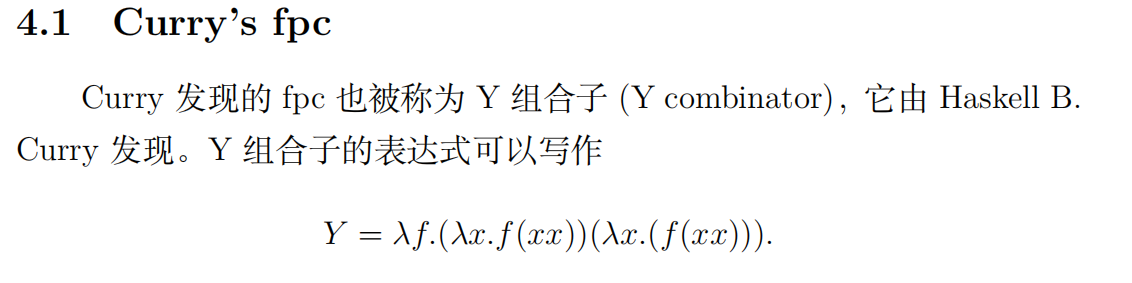 4.1 Curry's fpc
Curry 发现的 fpc 也被称为 Y 组合子 (Y combinator)，它由 Haskell B.
Curry 发现。Y 组合子的表达式可以写作
Y = λf.(λx.f(xx))(λx.(f(xx))).